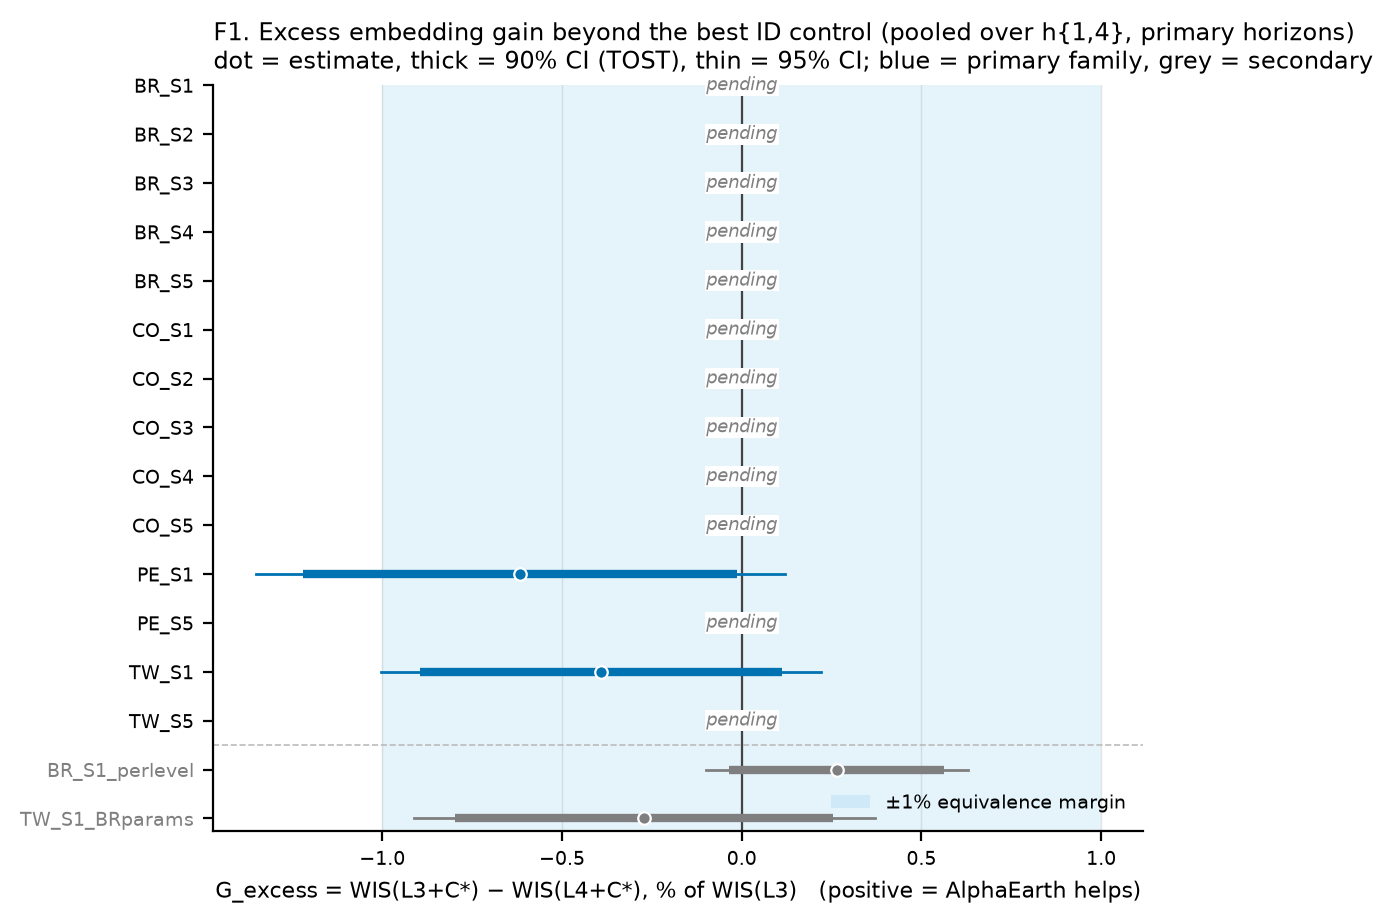 F1. Excess embedding gain beyond the best ID control (pooled over h{1,4}, primary horizons)
dot = estimate, thick = 90% CI (TOST), thin = 95% CI; blue = primary family, grey = secondary
BR_S1 pending
BR_S2 pending
BR_S3 pending
BR_S4 pending
BR_S5 pending
CO_S1 pending
CO_S2 pending
CO_S3 pending
CO_S4 pending
CO_S5 pending
PE_S1
PE_S5 pending
TW_S1
TW_S5 pending
BR_S1_perlevel
±1% equivalence margin
TW_S1_BRparams
−1.0 −0.5 0.0 0.5 1.0
G_excess = WIS(L3+C*) − WIS(L4+C*), % of WIS(L3) (positive = AlphaEarth helps)